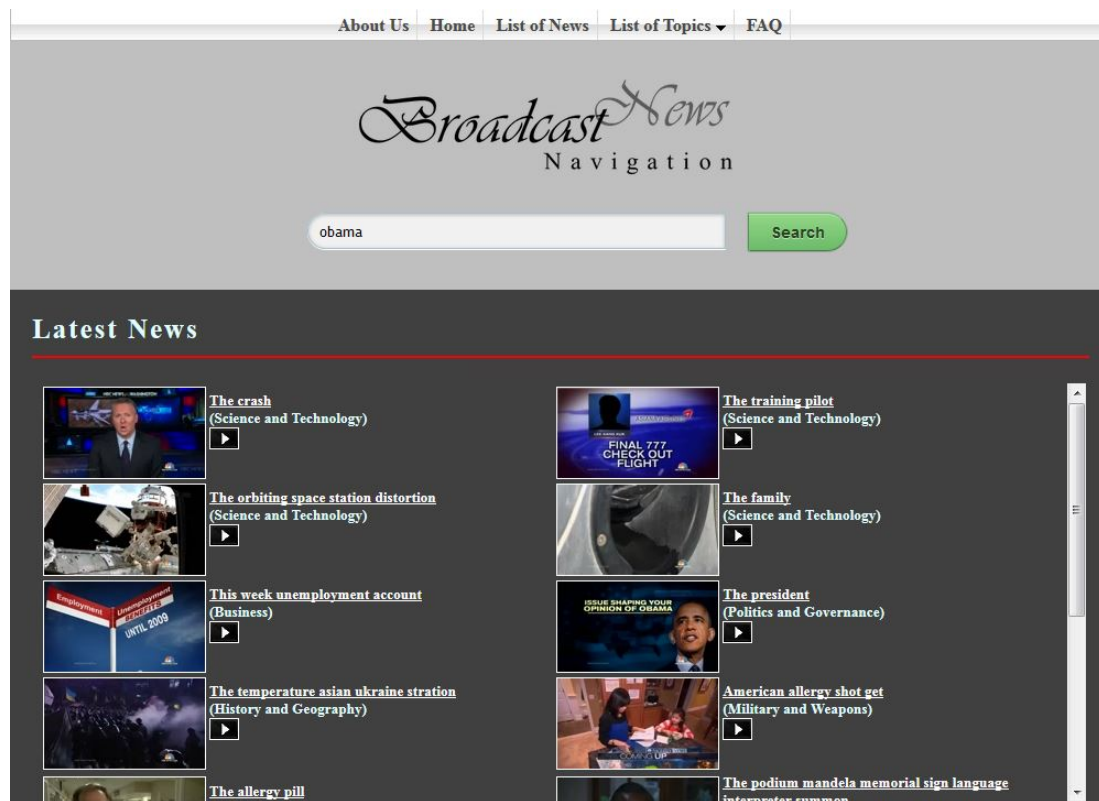 About Us Home List of News List of Topics FAQ
Broadcast News
Navigation
obama Search
Latest News
The crash
(Science and Technology)
The training pilot
(Science and Technology)
FINAL 777
CHECK OUT
FLIGHT
The orbiting space station distortion
(Science and Technology)
The family
(Science and Technology)
This week unemployment account
(Business)
Employment
Unemployment
BENEFITS
UNTIL 2009
The president
(Politics and Governance)
ISSUE SHAPING YOUR
OPINION OF OBAMA
The temperature asian ukraine stration
(History and Geography)
American allergy shot get
(Military and Weapons)
COMING UP
The allergy pill
The podium mandela memorial sign language
interpreter summon